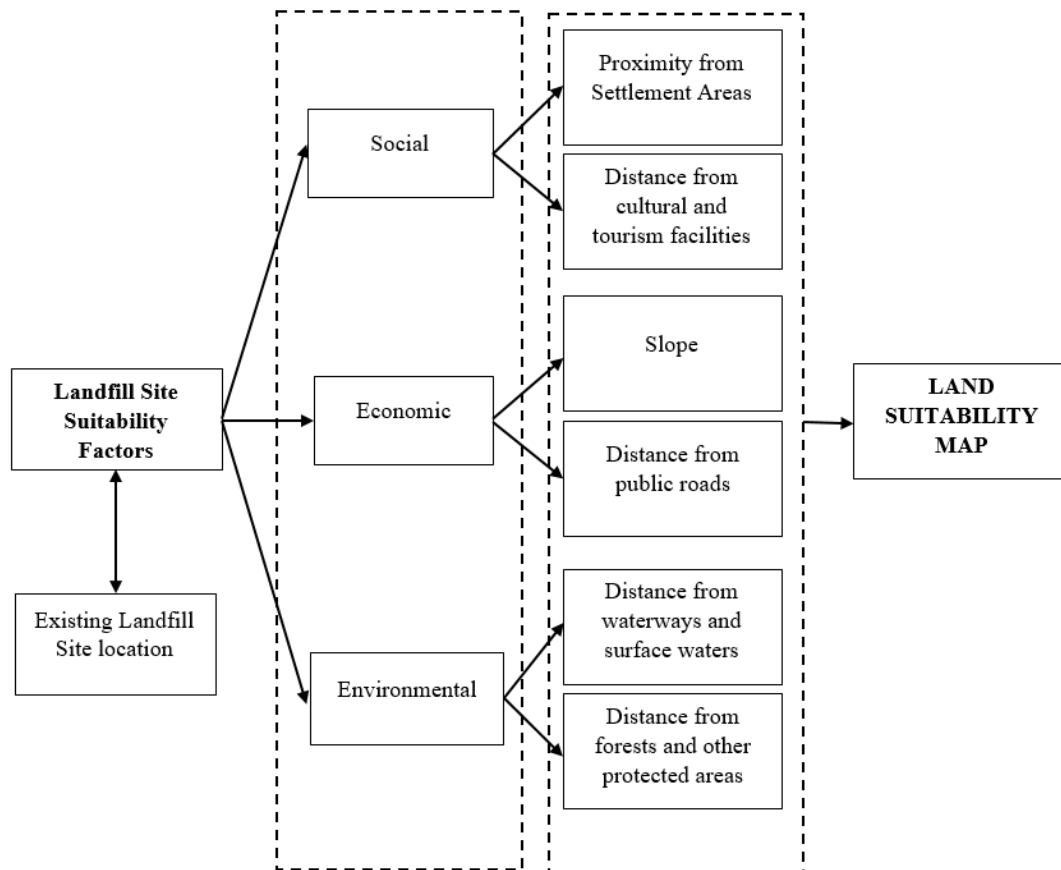 Landfill Site
Suitability
Factors
Existing Landfill
Site location
Social
Economic
Environmental
Proximity from
Settlement Areas
Distance from
cultural and
tourism facilities
Slope
Distance from
public roads
Distance from
waterways and
surface waters
Distance from
forests and other
protected areas
LAND
SUITABILITY
MAP